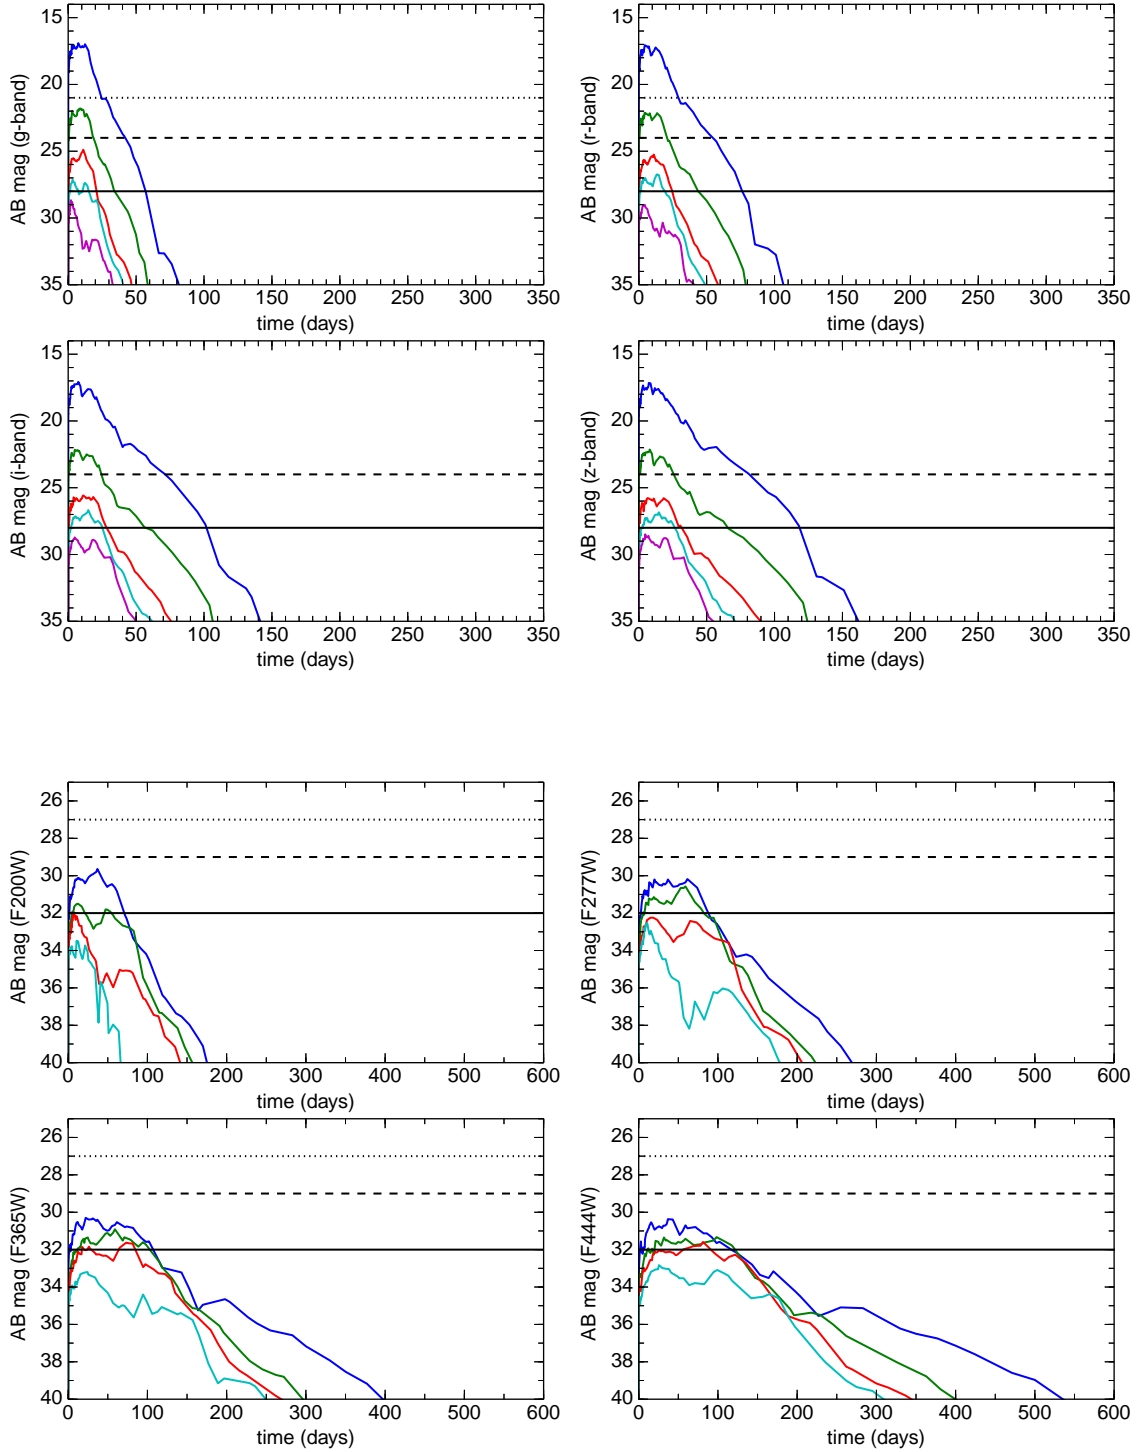 AB mag (g-band)
15
20
25
30
35
0 50 100 150 200 250 300 350
time (days)
AB mag (r-band)
15
20
25
30
35
0 50 100 150 200 250 300 350
time (days)
AB mag (i-band)
15
20
25
30
35
0 50 100 150 200 250 300 350
time (days)
AB mag (z-band)
15
20
25
30
35
0 50 100 150 200 250 300 350
time (days)
AB mag (F200W)
26
28
30
32
34
36
38
40
0 100 200 300 400 500 600
time (days)
AB mag (F277W)
26
28
30
32
34
36
38
40
0 100 200 300 400 500 600
time (days)
AB mag (F365W)
26
28
30
32
34
36
38
40
0 100 200 300 400 500 600
time (days)
AB mag (F444W)
26
28
30
32
34
36
38
40
0 100 200 300 400 500 600
time (days)